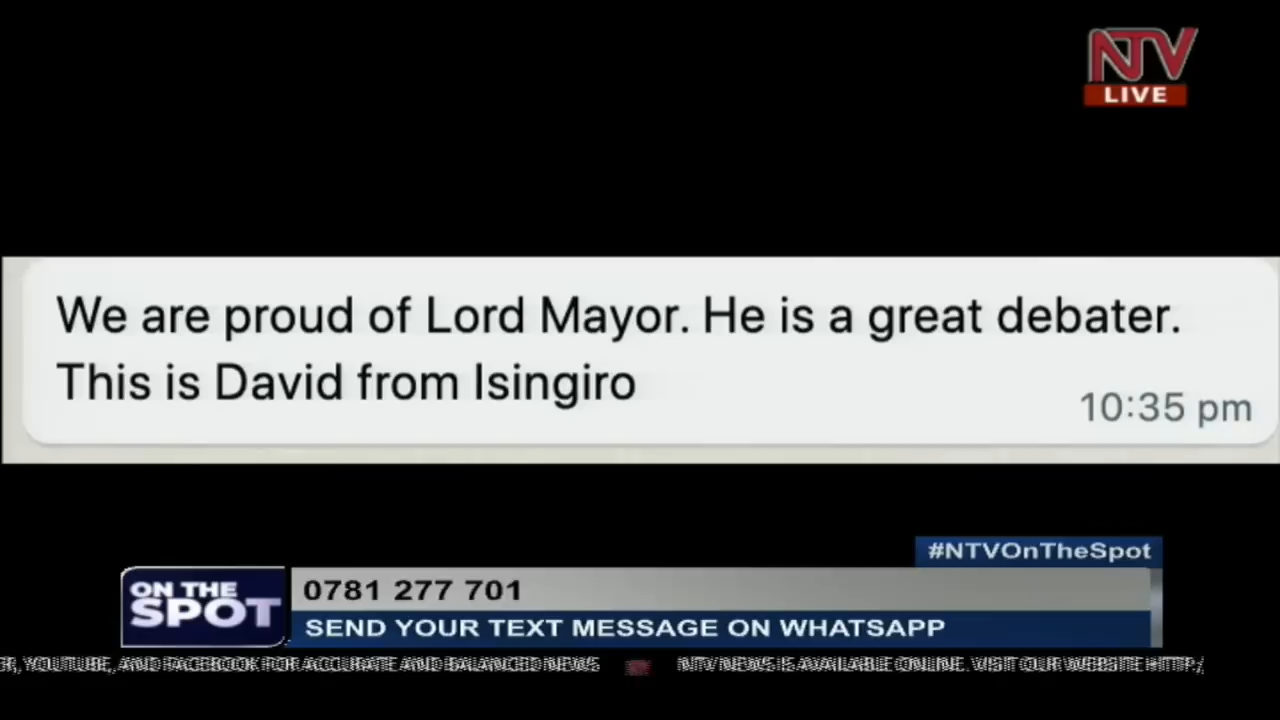 NTV
LIVE
We are proud of Lord Mayor. He is a great debater.
This is David from Isingiro
10:35 pm
#NTVOnTheSpot
ON THE
SPOT
0781 277 701
SEND YOUR TEXT MESSAGE ON WHATSAPP
R, YOUTUBE, AND FACEBOOK FOR ACCURATE AND BALANCED NEWS NTV NEWS IS AVAILABLE ONLINE. VISIT OUR WEBSITE HTTP:/